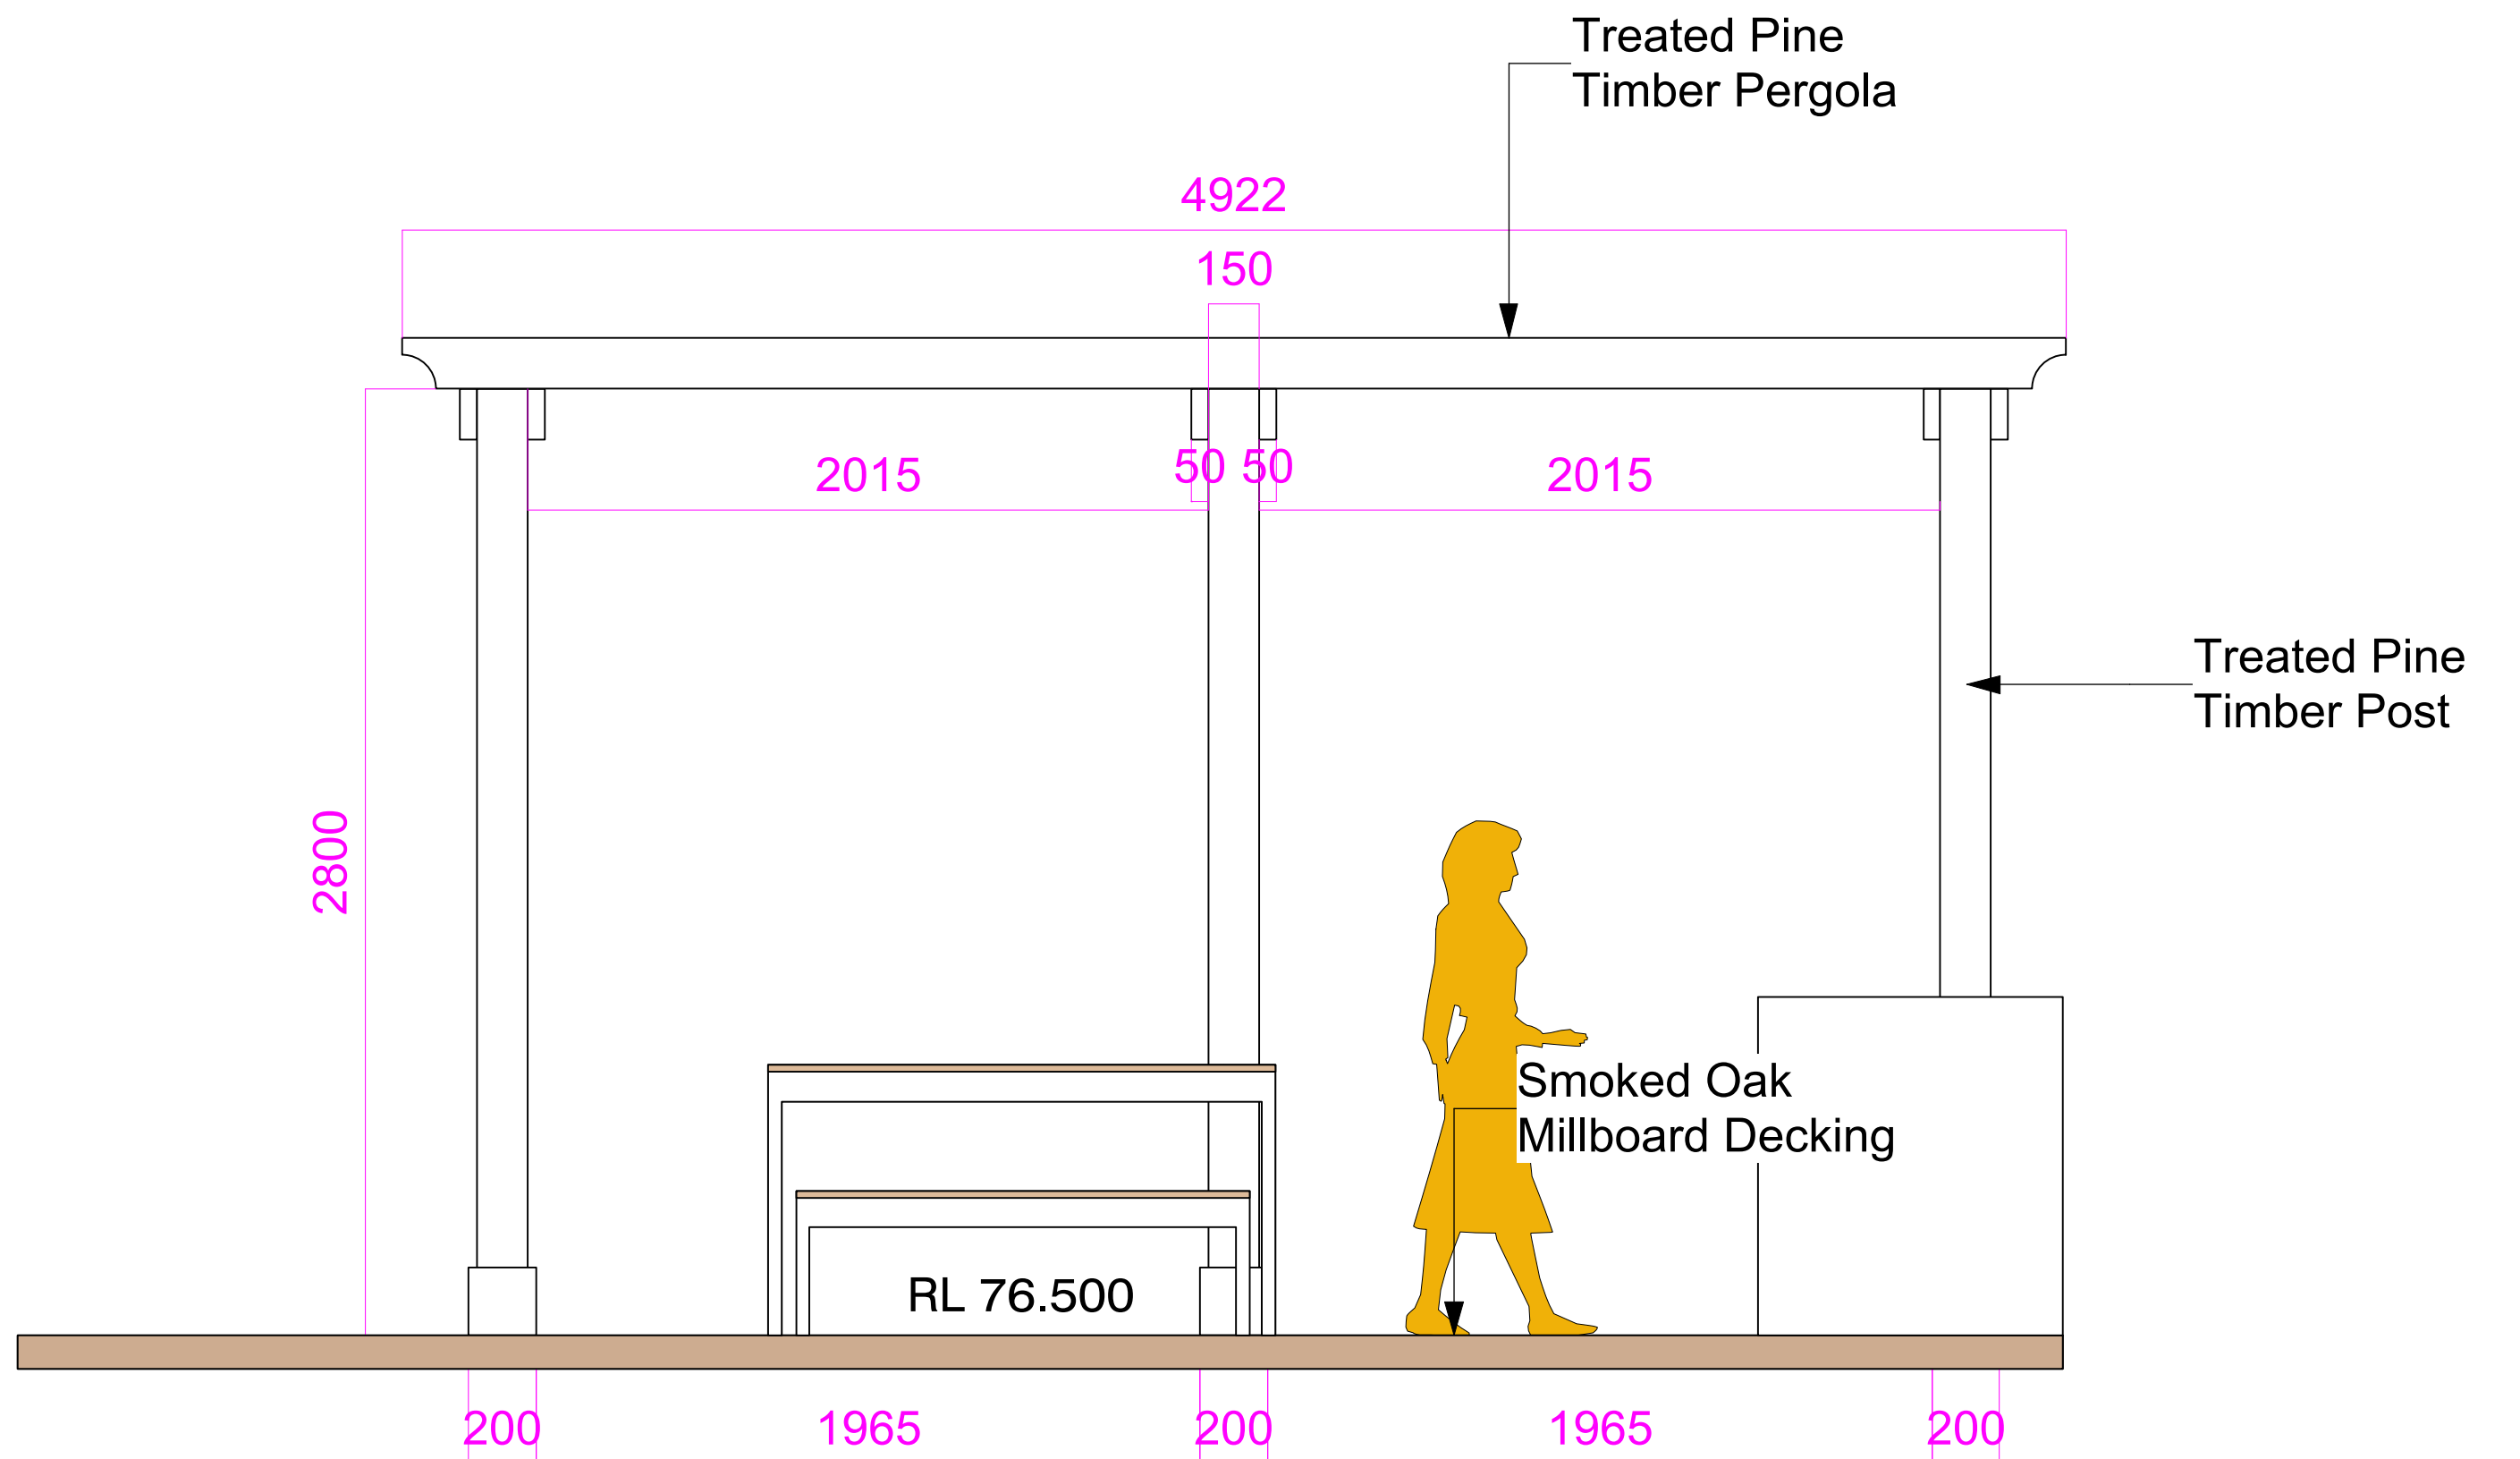 Treated Pine
Timber Pergola
4922
150
2015
50
50
2015
Treated Pine
Timber Post
2800
Smoked Oak
Millboard Decking
RL 76.500
200
1965
200
1965
200